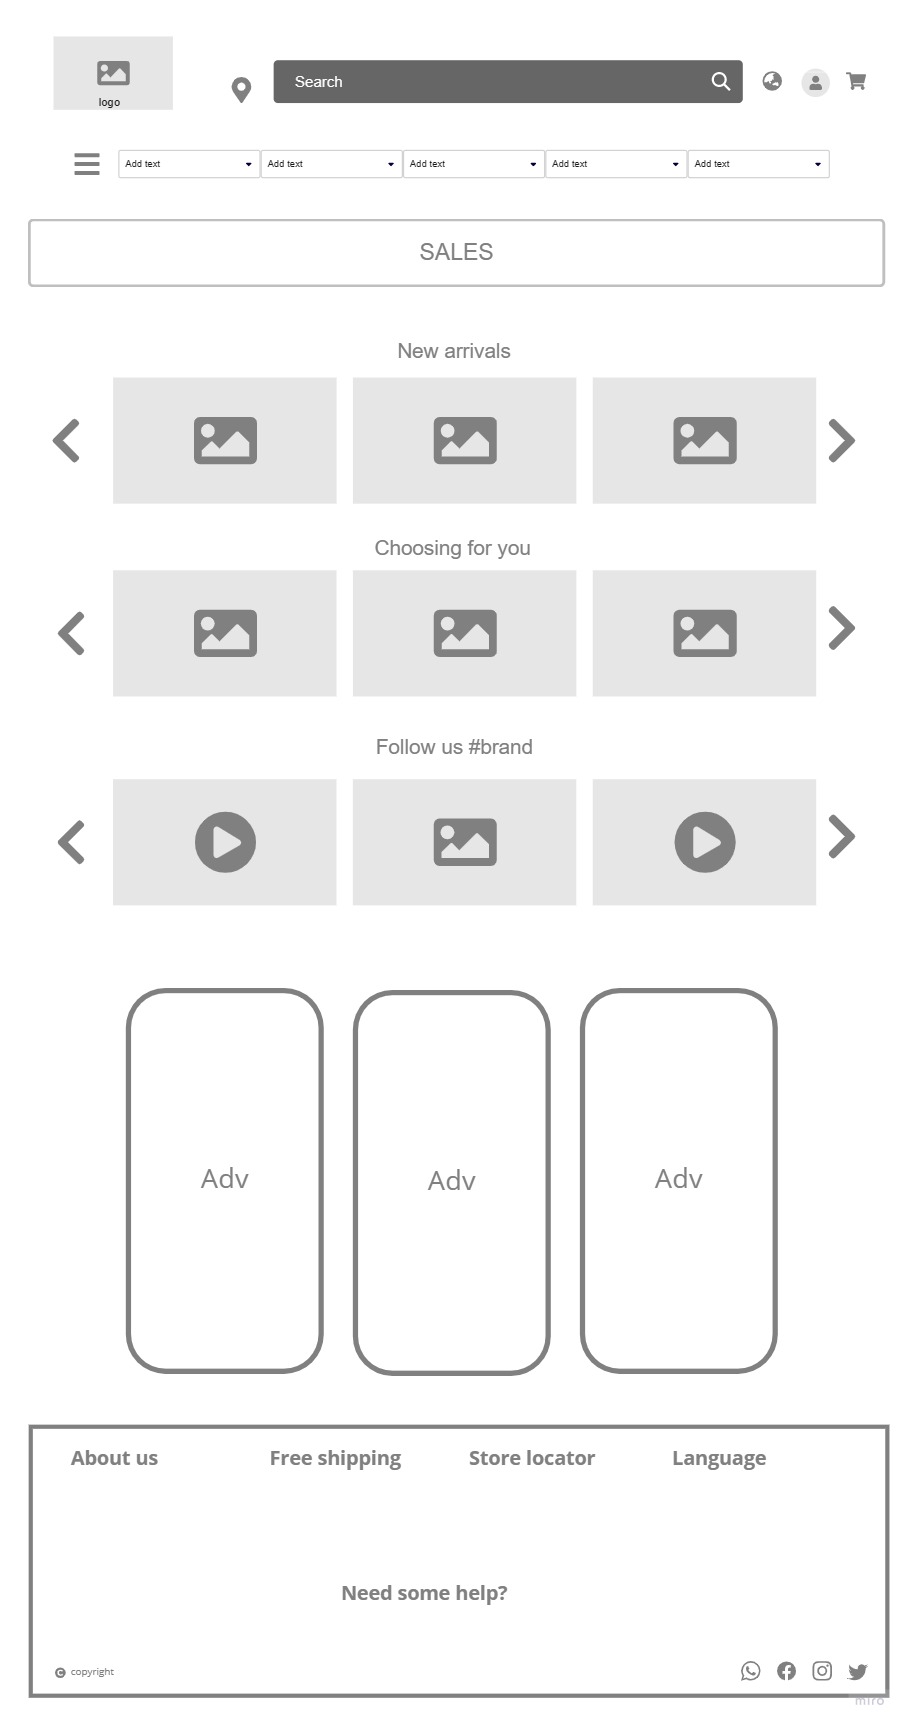 logo
Search
Add text
Add text
Add text
Add text
Add text
SALES
New arrivals
Choosing for you
Follow us #brand
Adv
Adv
Adv
About us
Free shipping
Store locator
Language
Need some help?
copyright
miro